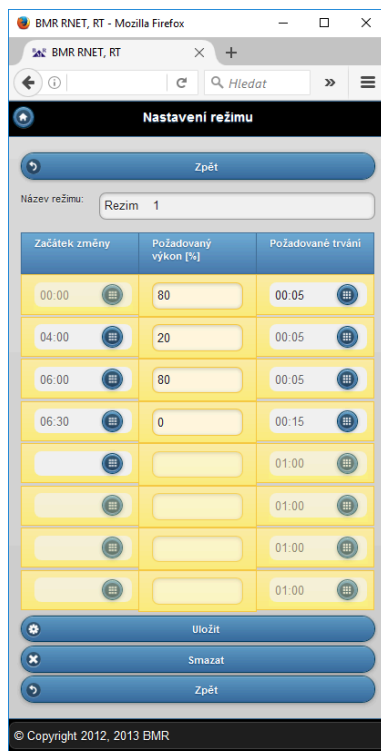 BMR RNET, RT - Mozilla Firefox
BMR RNET, RT
Hledat
Nastavení režimu
Zpět
Název režimu: Rezim 1
Začátek změny Požadovaný výkon [%] Požadované trvání
00:00 80 00:05
04:00 20 00:05
06:00 80 00:05
06:30 0 00:15
01:00
01:00
01:00
01:00
Uložit
Smazat
Zpět
© Copyright 2012, 2013 BMR